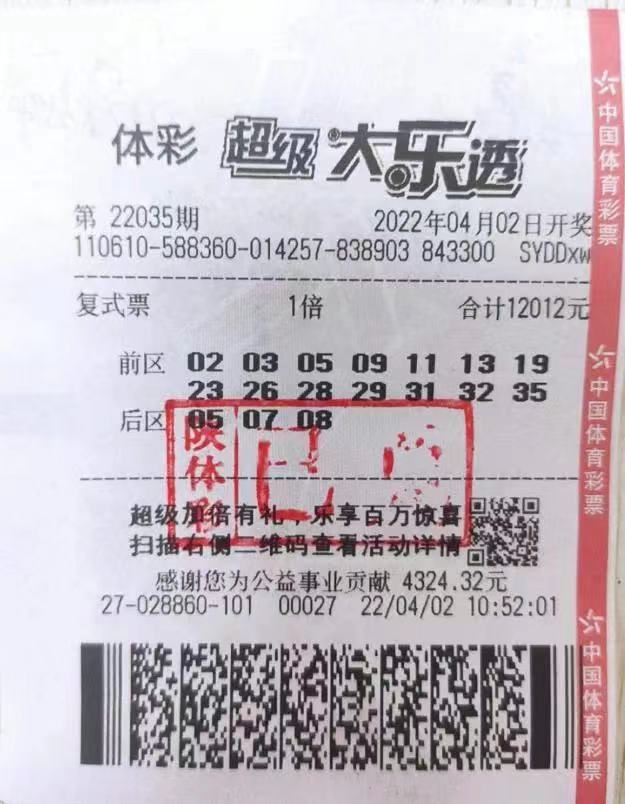 体彩 超级大乐透
第 22035期 2022年04月02日开奖
110610-588360-014257-838903 843300 SYDDxw
复式票 1倍 合计12012元
前区 02 03 05 09 11 13 19
23 26 28 29 31 32 35
后区 05 07 08
陕体彩
已
超级加倍有礼，乐享百万惊喜
扫描右侧二维码查看活动详情
感谢您为公益事业贡献 4324.32元
27-028860-101 00027 22/04/02 10:52:01
中国体育彩票
中国体育彩票
中国体育彩票